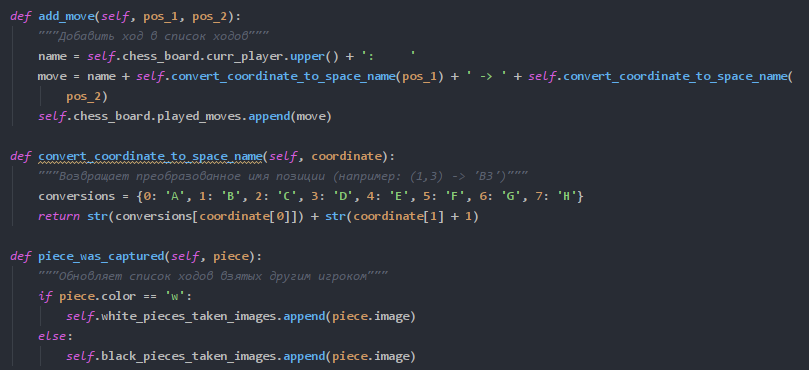 def add_move(self, pos_1, pos_2):
"""Добавить ход в список ходов"""
name = self.chess_board.curr_player.upper() + ':     '
move = name + self.convert_coordinate_to_space_name(pos_1) + ' -> ' + self.convert_coordinate_to_space_name(
pos_2)
self.chess_board.played_moves.append(move)
def convert_coordinate_to_space_name(self, coordinate):
"""Возвращает преобразованное имя позиции (например: (1,3) -> 'B3')"""
conversions = {0: 'A', 1: 'B', 2: 'C', 3: 'D', 4: 'E', 5: 'F', 6: 'G', 7: 'H'}
return str(conversions[coordinate[0]]) + str(coordinate[1] + 1)
def piece_was_captured(self, piece):
"""Обновляет список ходов взятых другим игроком"""
if piece.color == 'w':
self.white_pieces_taken_images.append(piece.image)
else:
self.black_pieces_taken_images.append(piece.image)